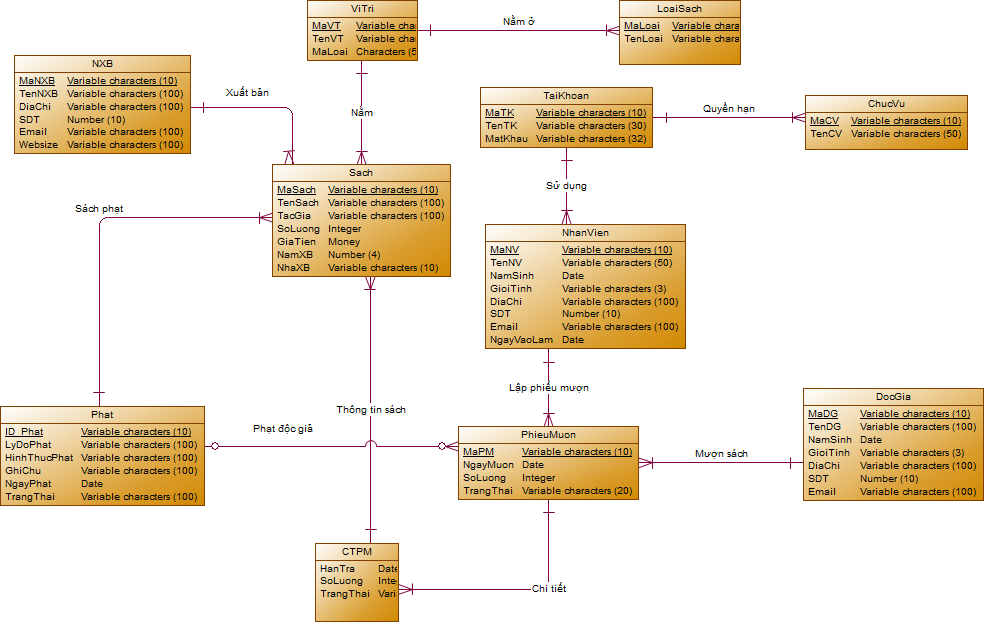 ViTri
MaVT Variable cha
TenVT Variable cha
MaLoai Characters (5
Nằm ở
LoaiSach
MaLoai Variable chara
TenLoai Variable chara
NXB
MaNXB Variable characters (10)
TenNXB Variable characters (100)
DiaChi Variable characters (100)
SDT Number (10)
Email Variable characters (100)
Websize Variable characters (100)
Xuất bản
Nằm
TaiKhoan
MaTK Variable characters (10)
TenTK Variable characters (30)
MatKhau Variable characters (32)
Quyền hạn
ChucVu
MaCV Variable characters (10)
TenCV Variable characters (50)
Sử dụng
Sach
MaSach Variable characters (10)
TenSach Variable characters (100)
TacGia Variable characters (100)
SoLuong Integer
GiaTien Money
NamXB Number (4)
NhaXB Variable characters (10)
Sách phạt
NhanVien
MaNV Variable characters (10)
TenNV Variable characters (50)
NamSinh Date
GioiTinh Variable characters (3)
DiaChi Variable characters (100)
SDT Number (10)
Email Variable characters (100)
NgayVaoLam Date
Lập phiếu mượn
Thông tin sách
Phat
ID_Phat Variable characters (10)
LyDoPhat Variable characters (100)
HinhThucPhat Variable characters (100)
GhiChu Variable characters (100)
NgayPhat Date
TrangThai Variable characters (100)
Phạt độc giả
PhieuMuon
MaPM Variable characters (10)
NgayMuon Date
SoLuong Integer
TrangThai Variable characters (20)
Mượn sách
DocGia
MaDG Variable characters (10)
TenDG Variable characters (100)
NamSinh Date
GioiTinh Variable characters (3)
DiaChi Variable characters (100)
SDT Number (10)
Email Variable characters (100)
CTPM
HanTra Date
SoLuong Inte
TrangThai Vari
Chi tiết